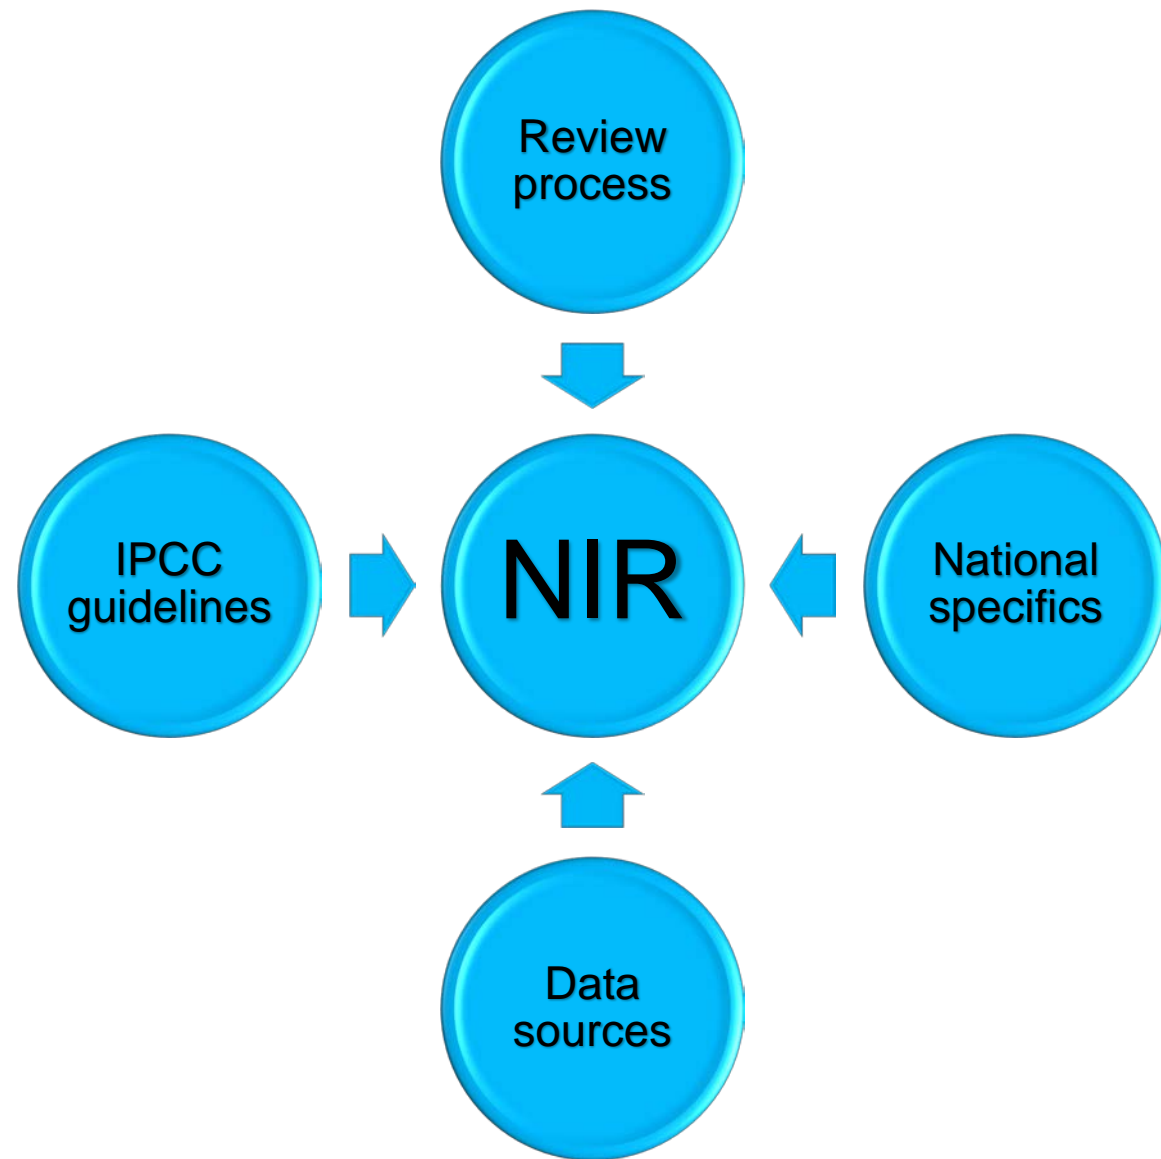 Review
process
IPCC
guidelines
NIR
National
specifics
Data
sources